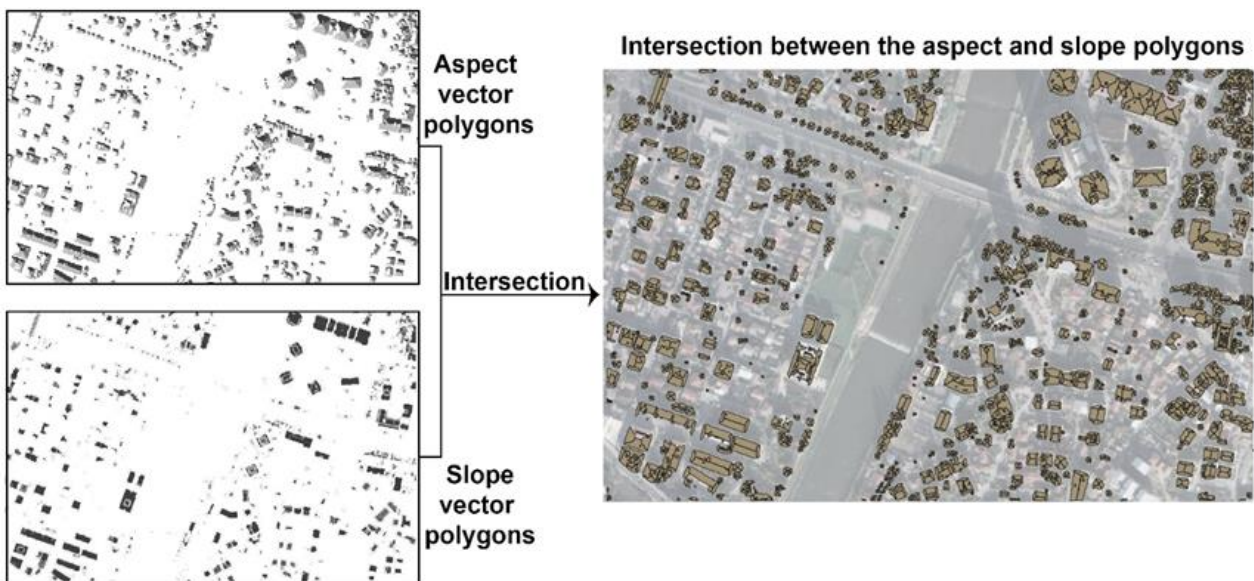 Aspect
vector
polygons
Intersection
Slope
vector
polygons
Intersection between the aspect and slope polygons